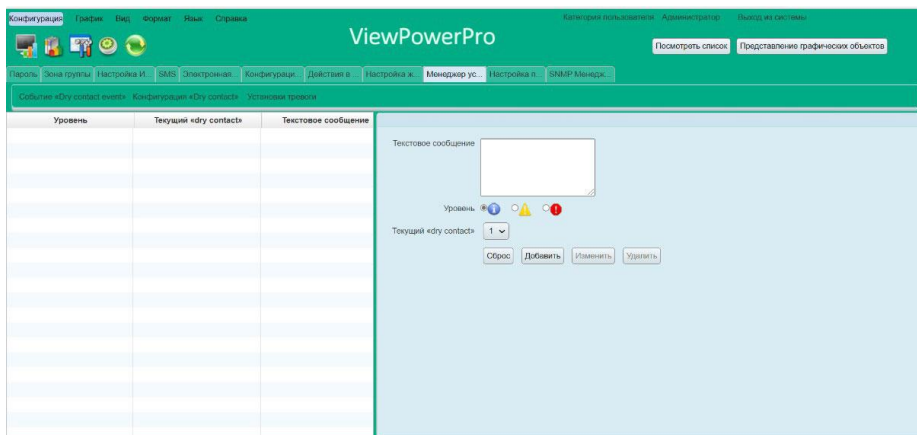 Конфигурация График Вид Формат Язык Справка
Категория пользователя Администратор Выход из системы
ViewPowerPro
Посмотреть список Представление графических объектов
Пароль Зона группы Настройка И... SMS Электронная... Конфигураци... Действия в... Настройка ж... Менеджер ус... Настройка п... SNMP Менедж...
Событие «Dry contact event» Конфигурация «Dry contact» Установки тревоги
Уровень Текущий «dry contact» Текстовое сообщение
Текстовое сообщение
Уровень
Текущий «dry contact» 1
Сброс Добавить Изменить Удалить